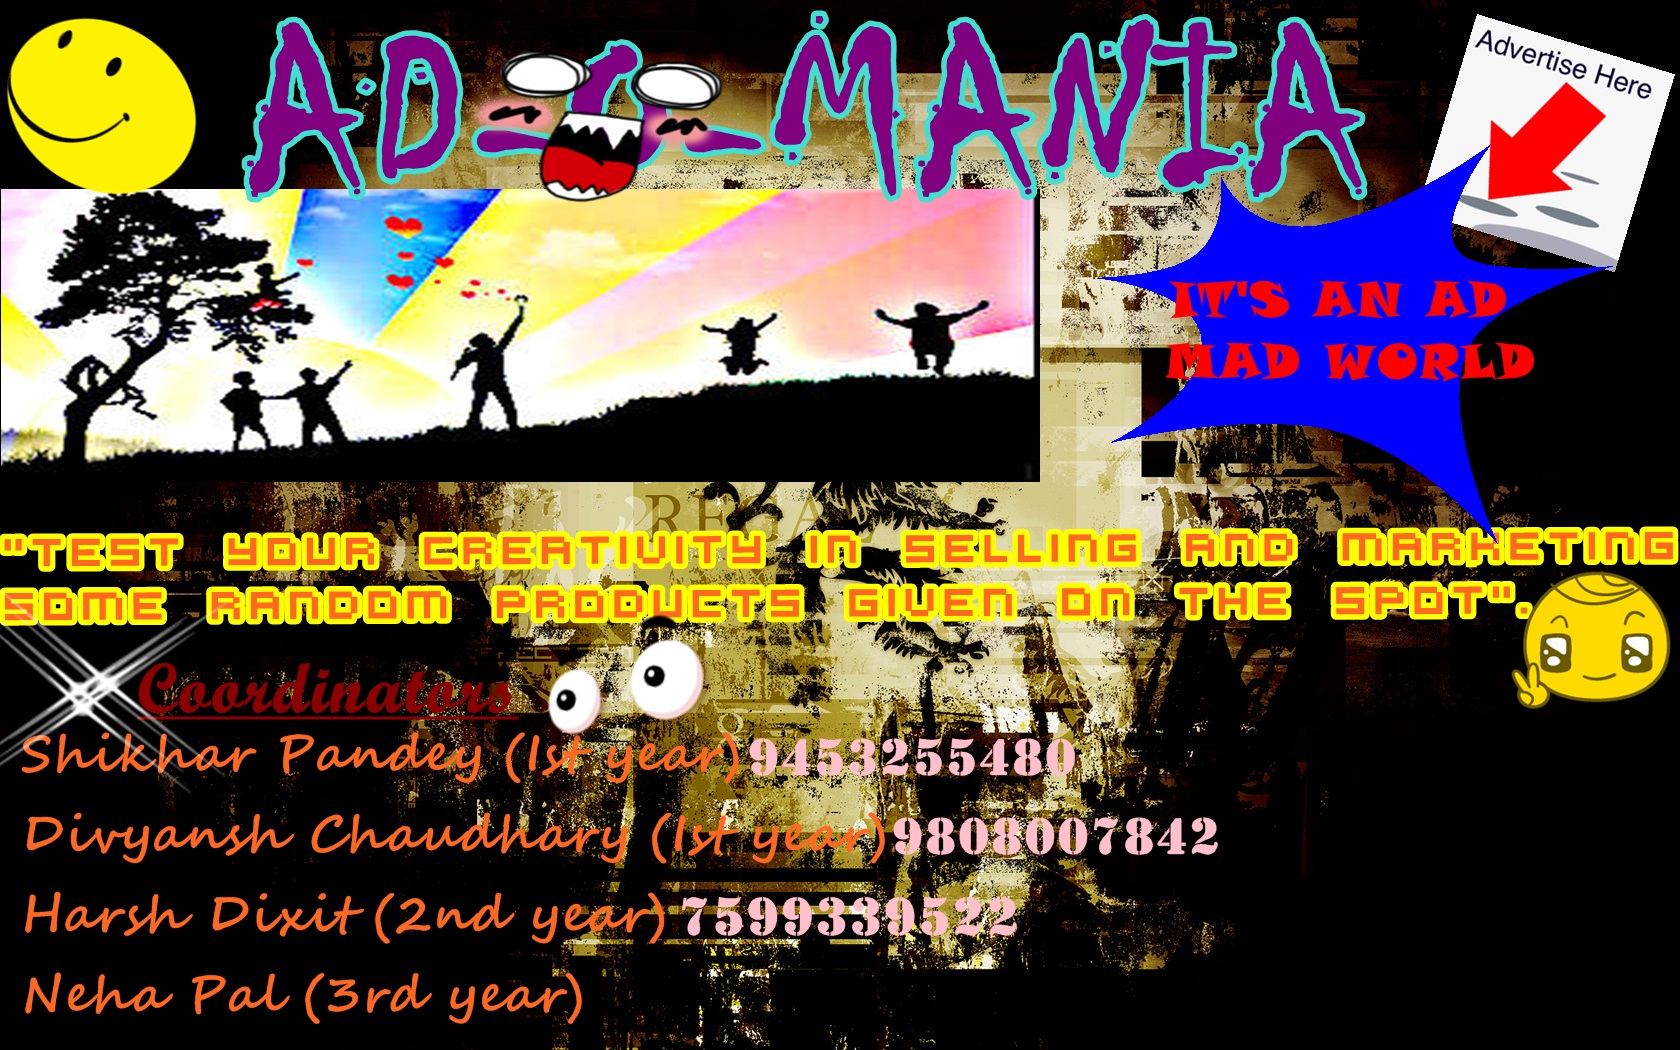 AD-O-MANIA
Advertise Here
IT'S AN AD
MAD WORLD
REGA
"TEST YOUR CREATIVITY IN SELLING AND MARKETING
SOME RANDOM PRODUCTS GIVEN ON THE SPOT".
Coordinators
Shikhar Pandey (1st year) 9453255480
Divyansh Chaudhary (1st year) 9808007842
Harsh Dixit (2nd year) 7599339522
Neha Pal (3rd year)